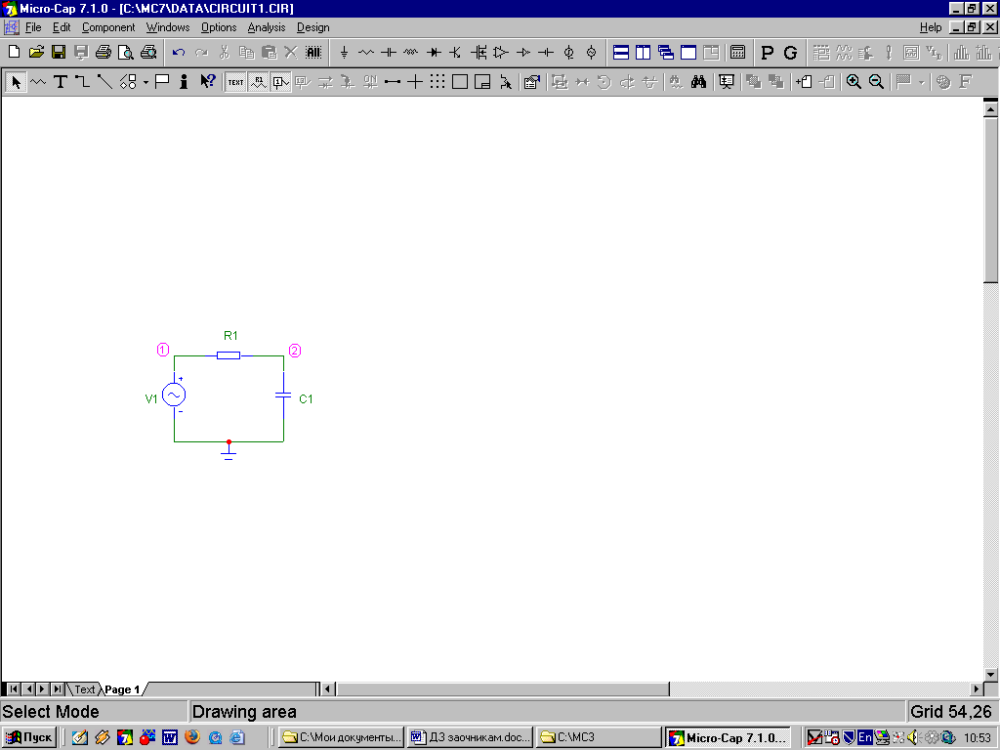 Micro-Cap 7.1.0 - [C:\MC7\DATA\CIRCUIT1.CIR]
File Edit Component Windows Options Analysis Design Help
P G
T TEXT R1 ON F
R1
1 2
+
V1 C1
-
Text Page 1
Select Mode Drawing area Grid 54,26
Пуск C:\Мои документы... ДЗ заочникам.doc... C:\MC3 Micro-Cap 7.1.0... En 10:53